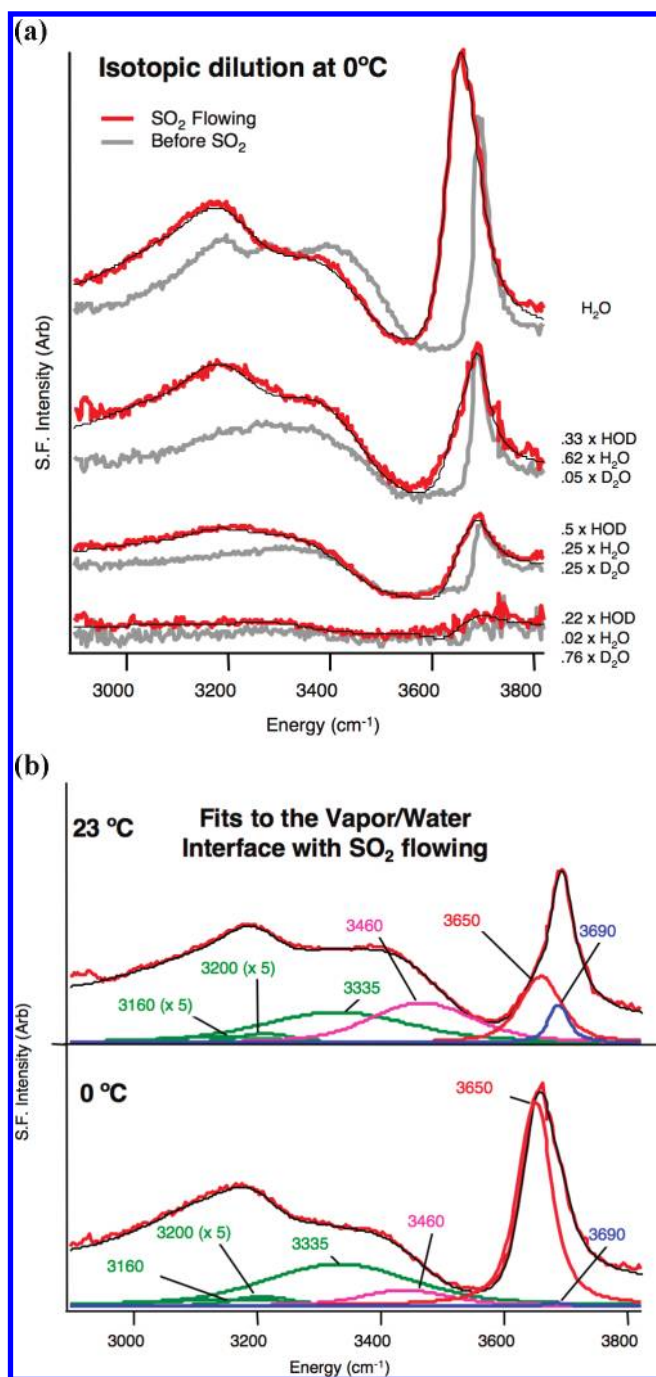 (a)
Isotopic dilution at 0ºC
SO₂ Flowing
Before SO₂
S.F. Intensity (Arb)
H₂O
.33 x HOD
.62 x H₂O
.05 x D₂O
.5 x HOD
.25 x H₂O
.25 x D₂O
.22 x HOD
.02 x H₂O
.76 x D₂O
3000 3200 3400 3600 3800
Energy (cm⁻¹)
(b)
23 ºC
Fits to the Vapor/Water
Interface with SO₂ flowing
3460
3650
3690
3200 (x 5)
3160 (x 5)
3335
S.F. Intensity (Arb)
0 ºC
3650
3200 (x 5)
3335
3460
3690
3160
3000 3200 3400 3600 3800
Energy (cm⁻¹)